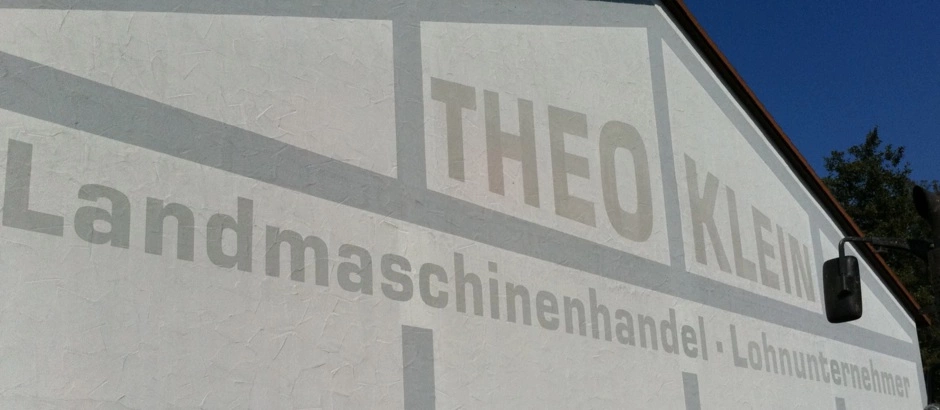 THEO KLEIN
Landmaschinenhandel · Lohnunternehmer